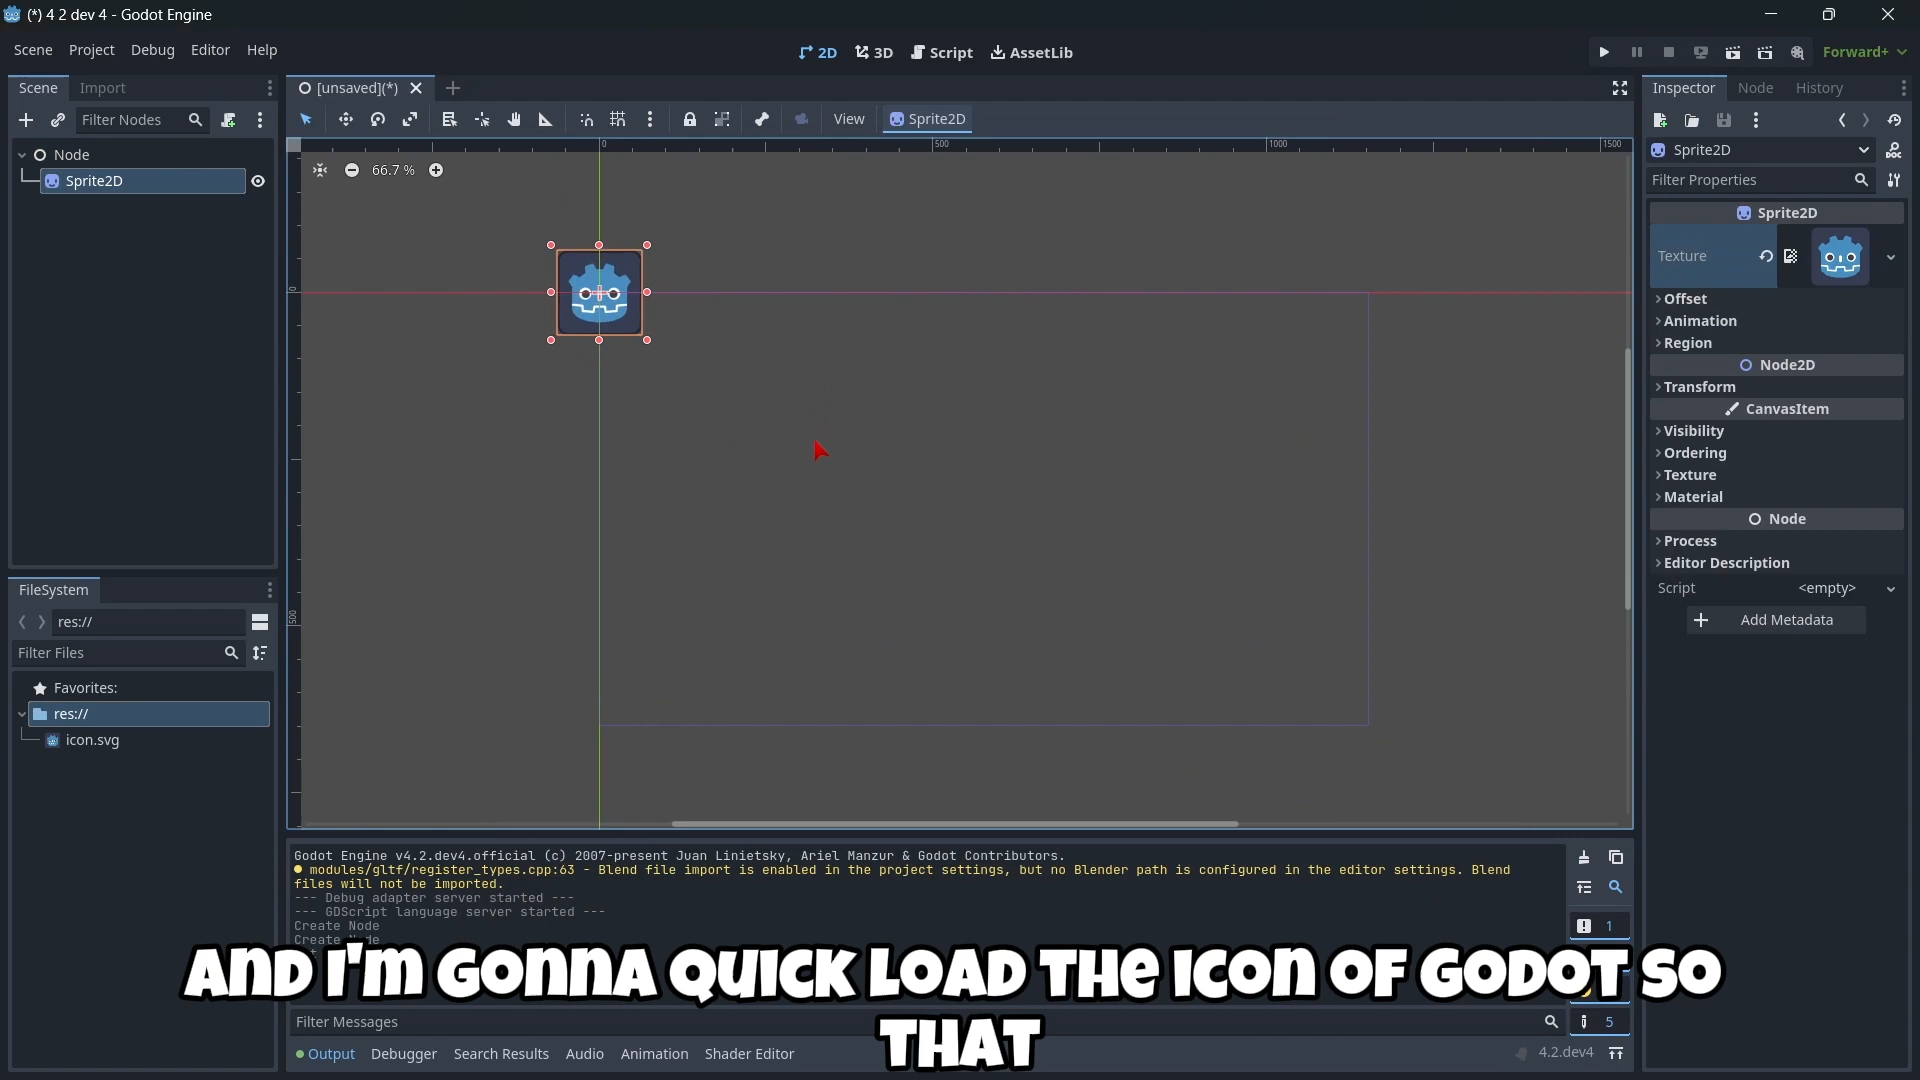 (*) 4 2 dev 4 - Godot Engine
Scene Project Debug Editor Help
2D 3D Script AssetLib
Forward+
Scene Import
[unsaved](*)
Inspector Node History
Filter Nodes
View Sprite2D
Node
Sprite2D
0 500 1000 1500
66.7 %
0
500
Sprite2D
Filter Properties
Sprite2D
Texture
Offset
Animation
Region
Node2D
Transform
CanvasItem
Visibility
Ordering
Texture
Material
Node
Process
Editor Description
Script <empty>
Add Metadata
FileSystem
res://
Filter Files
Favorites:
res://
icon.svg
Godot Engine v4.2.dev4.official (c) 2007-present Juan Linietsky, Ariel Manzur & Godot Contributors.
modules/gltf/register_types.cpp:63 - Blend file import is enabled in the project settings, but no Blender path is configured in the editor settings. Blend
files will not be imported.
--- Debug adapter server started ---
--- GDScript language server started ---
Create Node
Create Node
1
AND I'M GONNA QUICK LOAD THE ICON OF GODOT SO
THAT
Filter Messages
5
Output Debugger Search Results Audio Animation Shader Editor
4.2.dev4